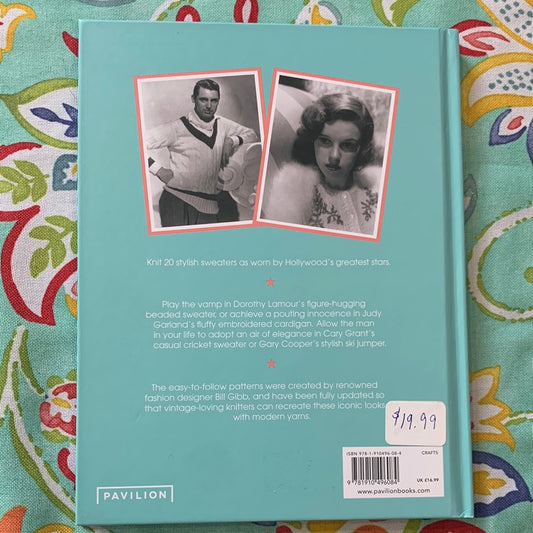 Knit 20 stylish sweaters as worn by Hollywood's greatest stars.
Play the vamp in Dorothy Lamour's figure-hugging
beaded sweater, or achieve a pouting innocence in Judy
Garland's fluffy embroidered cardigan. Allow the man
in your life to adopt an air of elegance in Cary Grant's
casual cricket sweater or Gary Cooper's stylish ski jumper.
The easy-to-follow patterns were created by renowned
fashion designer Bill Gibb, and have been fully updated so
that vintage-loving knitters can recreate these iconic looks
with modern yarns.
$19.99
ISBN 978-1-910496-08-4 CRAFTS
9 781910 496084
UK £16.99
www.pavilionbooks.com
PAVILION